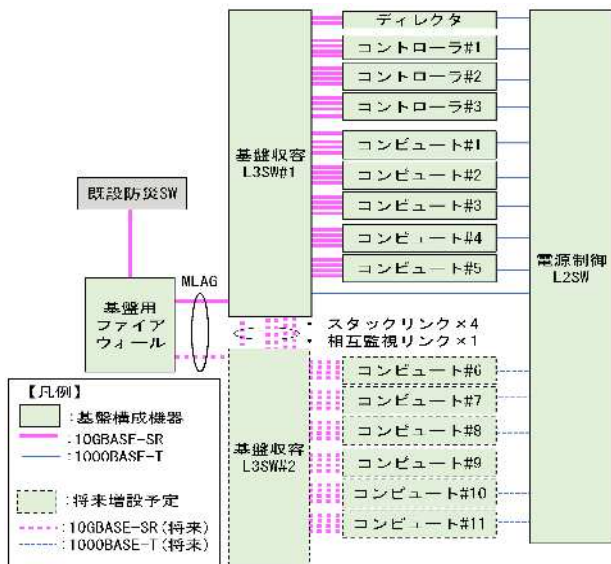 ディレクタ
コントローラ#1
コントローラ#2
コントローラ#3
コンピュート#1
コンピュート#2
コンピュート#3
コンピュート#4
コンピュート#5
基盤収容
L3SW#1
既設防災SW
MLAG
基盤用
ファイア
ウォール
電源制御
L2SW
・スタックリンク×4
・相互監視リンク×1
コンピュート#6
コンピュート#7
コンピュート#8
コンピュート#9
コンピュート#10
コンピュート#11
基盤収容
L3SW#2
【凡例】
:基盤構成機器
:10GBASE-SR
:1000BASE-T
:将来増設予定
:10GBASE-SR(将来)
:1000BASE-T(将来)